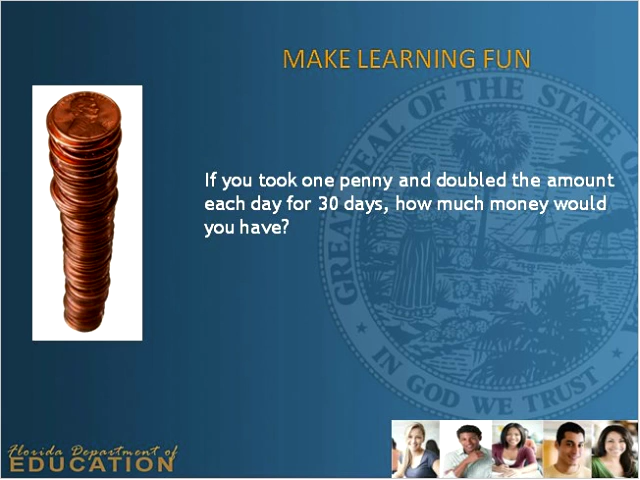 MAKE LEARNING FUN
If you took one penny and doubled the amount
each day for 30 days, how much money would
you have?
GREAT SEAL OF THE STATE O
IN GOD WE TRUST
Florida Department of
EDUCATION